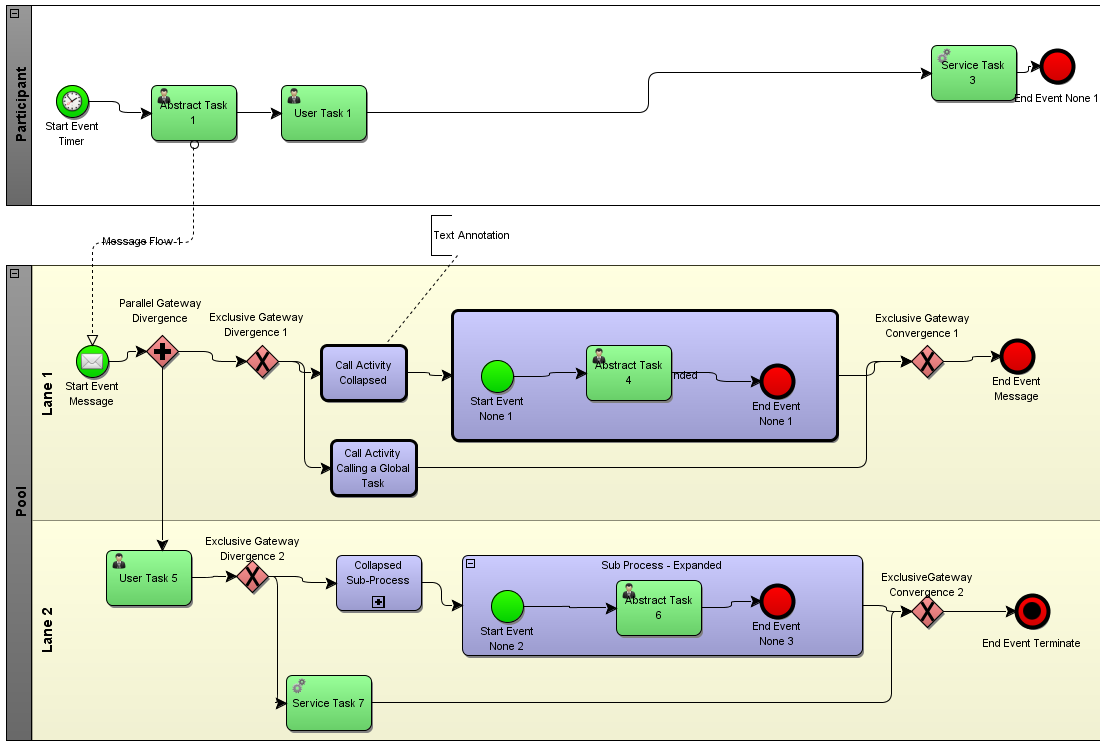 Participant
Start Event
Timer
Abstract Task
1
User Task 1
Service Task
3
End Event None 1
Message Flow 1
Text Annotation
Pool
Lane 1
Start Event
Message
Parallel Gateway
Divergence
Exclusive Gateway
Divergence 1
Call Activity
Collapsed
Call Activity
Calling a Global
Task
Start Event
None 1
Abstract Task
4
nded
End Event
None 1
Exclusive Gateway
Convergence 1
End Event
Message
Lane 2
User Task 5
Exclusive Gateway
Divergence 2
Collapsed
Sub-Process
Service Task 7
Sub Process - Expanded
Start Event
None 2
Abstract Task
6
End Event
None 3
ExclusiveGateway
Convergence 2
End Event Terminate